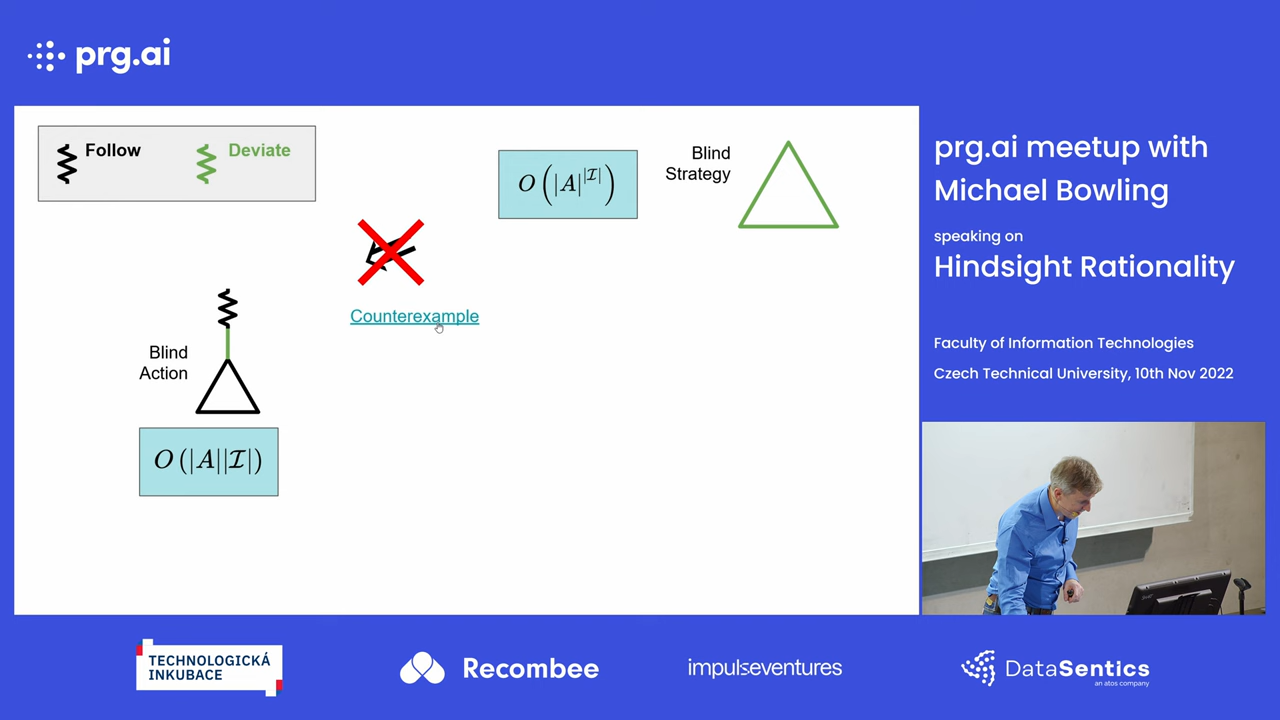 prg.ai
Follow
Deviate
O(|A|^{|𝓘|})
Blind
Strategy
Counterexample
Blind
Action
O(|A||𝓘|)
prg.ai meetup with
Michael Bowling
speaking on
Hindsight Rationality
Faculty of Information Technologies
Czech Technical University, 10th Nov 2022
TECHNOLOGICKÁ
INKUBACE
Recombee
impulseventures
DataSentics
an atos company